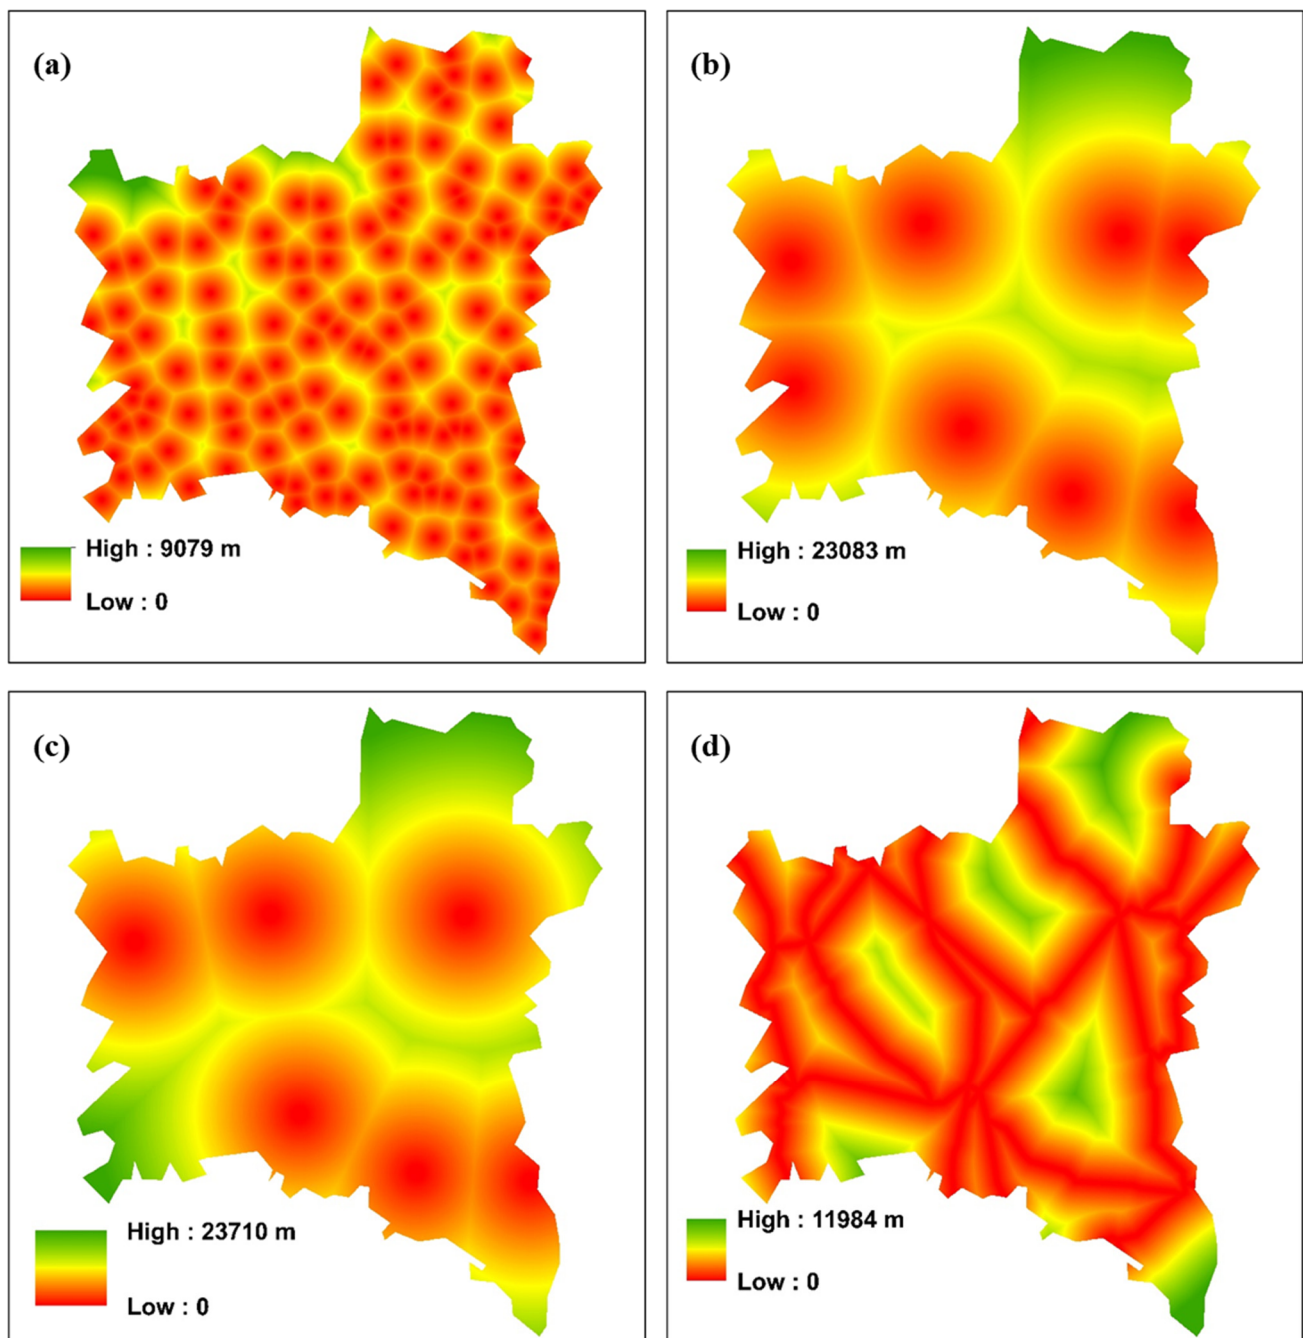 (a)
High : 9079 m
Low : 0
(b)
High : 23083 m
Low : 0
(c)
High : 23710 m
Low : 0
(d)
High : 11984 m
Low : 0